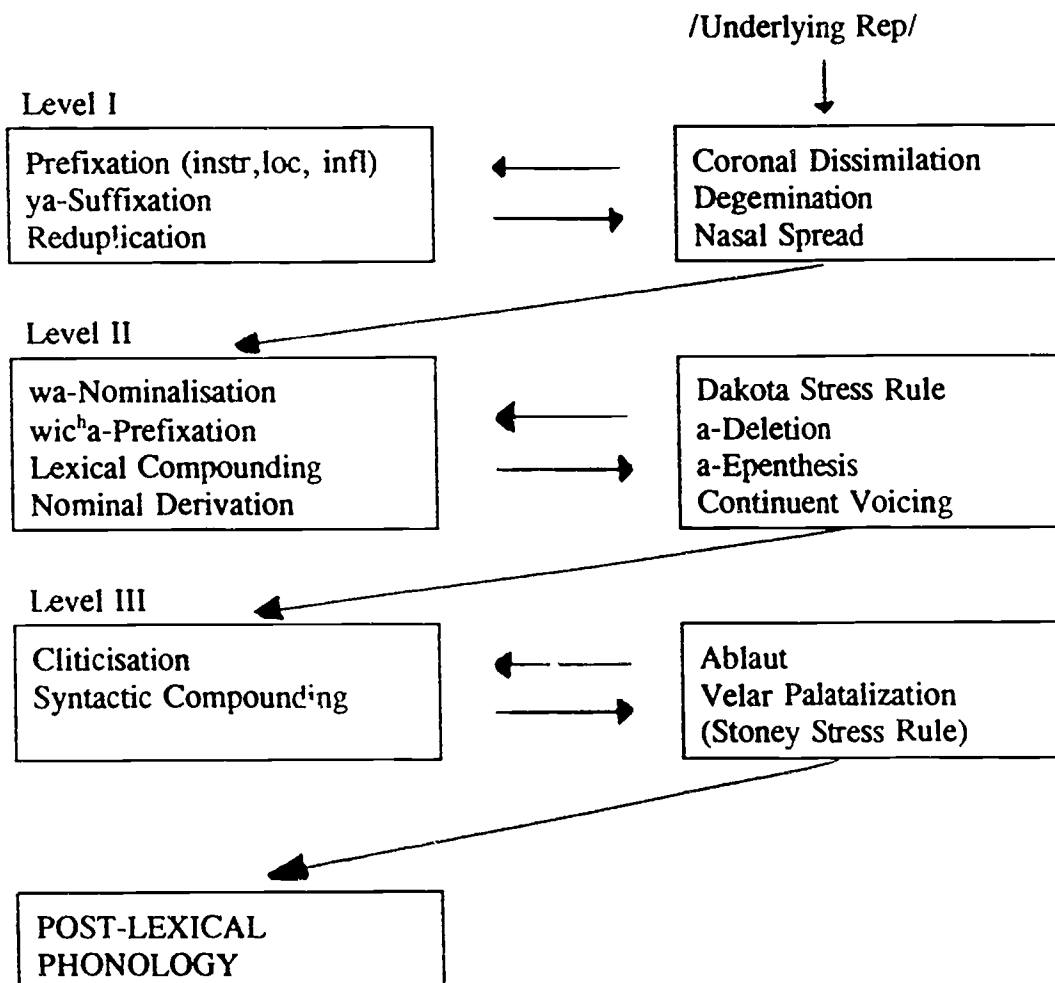 /Underlying Rep/
Level I
Prefixation (instr,loc, infl)
ya-Suffixation
Reduplication
Coronal Dissimilation
Degemination
Nasal Spread
Level II
wa-Nominalisation
wicʰa-Prefixation
Lexical Compounding
Nominal Derivation
Dakota Stress Rule
a-Deletion
a-Epenthesis
Continuent Voicing
Level III
Cliticisation
Syntactic Compounding
Ablaut
Velar Palatalization
(Stoney Stress Rule)
POST-LEXICAL
PHONOLOGY